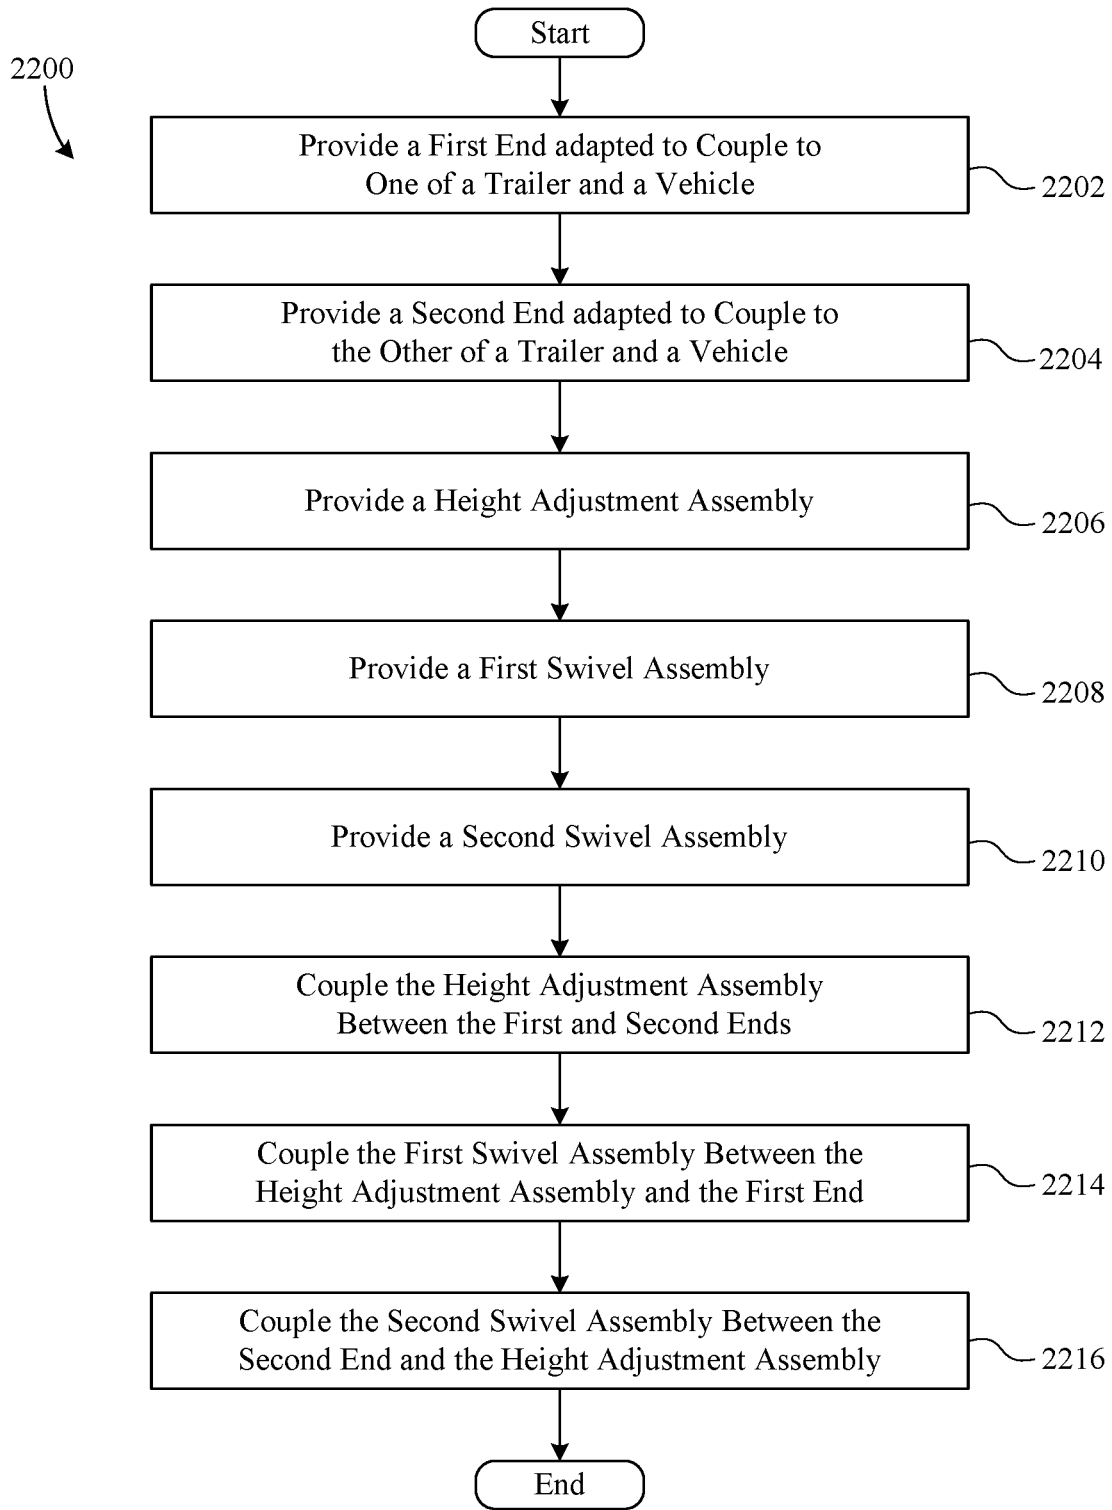 Start
2200
Provide a First End adapted to Couple to
One of a Trailer and a Vehicle
2202
Provide a Second End adapted to Couple to
the Other of a Trailer and a Vehicle
2204
Provide a Height Adjustment Assembly
2206
Provide a First Swivel Assembly
2208
Provide a Second Swivel Assembly
2210
Couple the Height Adjustment Assembly
Between the First and Second Ends
2212
Couple the First Swivel Assembly Between the
Height Adjustment Assembly and the First End
2214
Couple the Second Swivel Assembly Between the
Second End and the Height Adjustment Assembly
2216
End